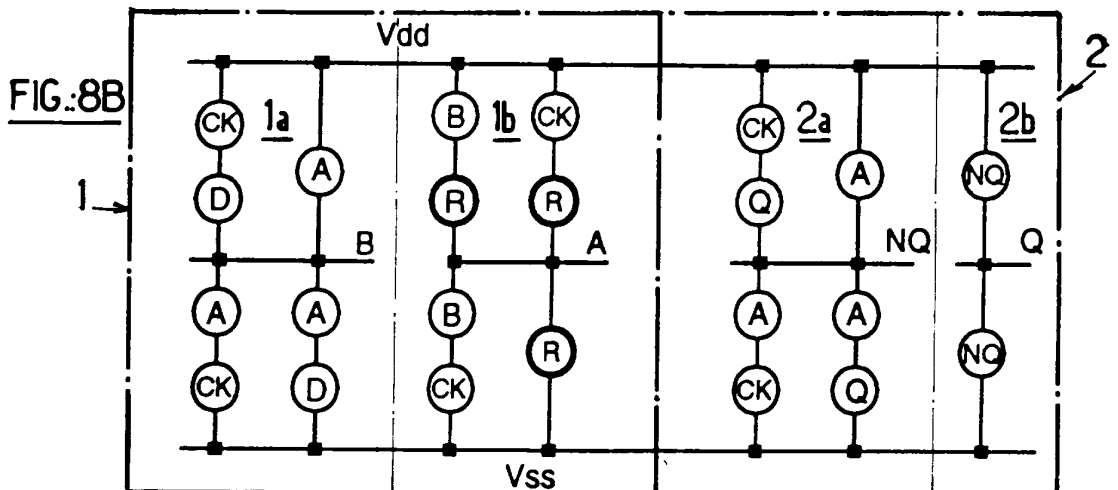 Vdd
2
FIG.:8B
CK 1a B 1b CK CK 2a 2b
A A NQ
D R R Q
1
B A NQ Q
A A B A A
R NQ
CK D CK CK Q
Vss